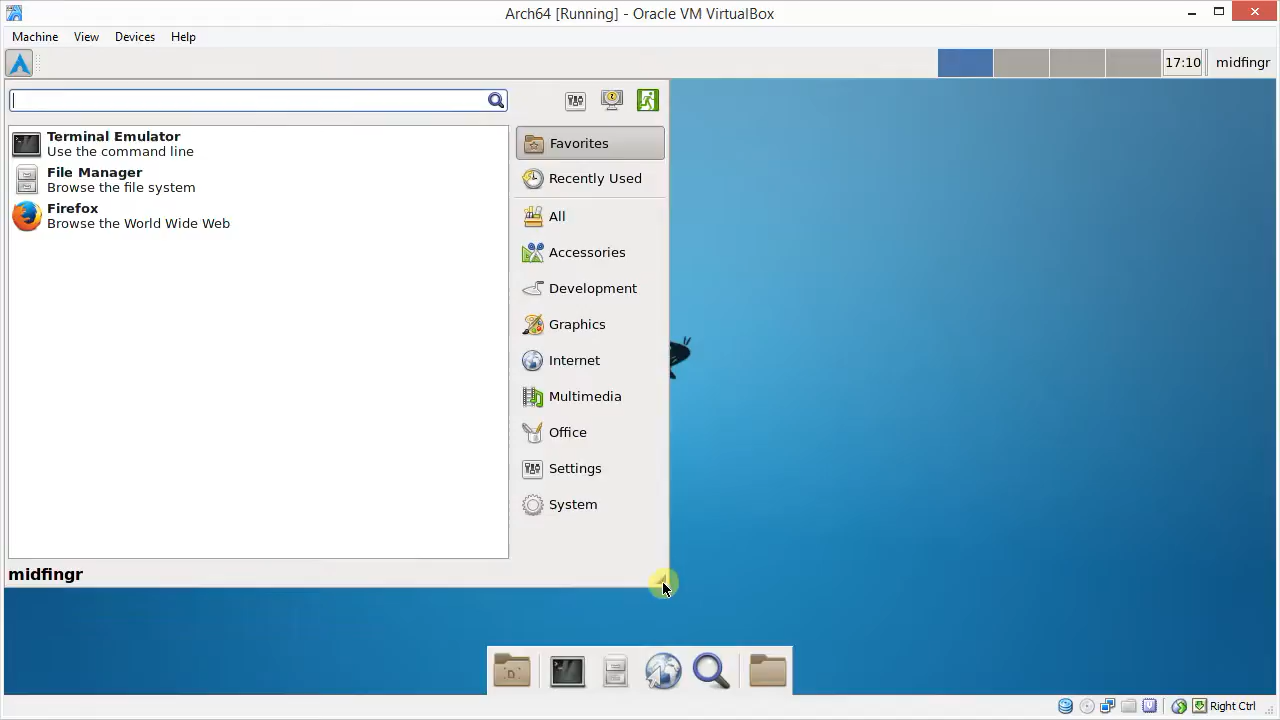 Arch64 [Running] - Oracle VM VirtualBox
Machine View Devices Help
17:10 midfingr
Terminal Emulator
Use the command line
File Manager
Browse the file system
Firefox
Browse the World Wide Web
Favorites
Recently Used
All
Accessories
Development
Graphics
Internet
Multimedia
Office
Settings
System
midfingr
Right Ctrl